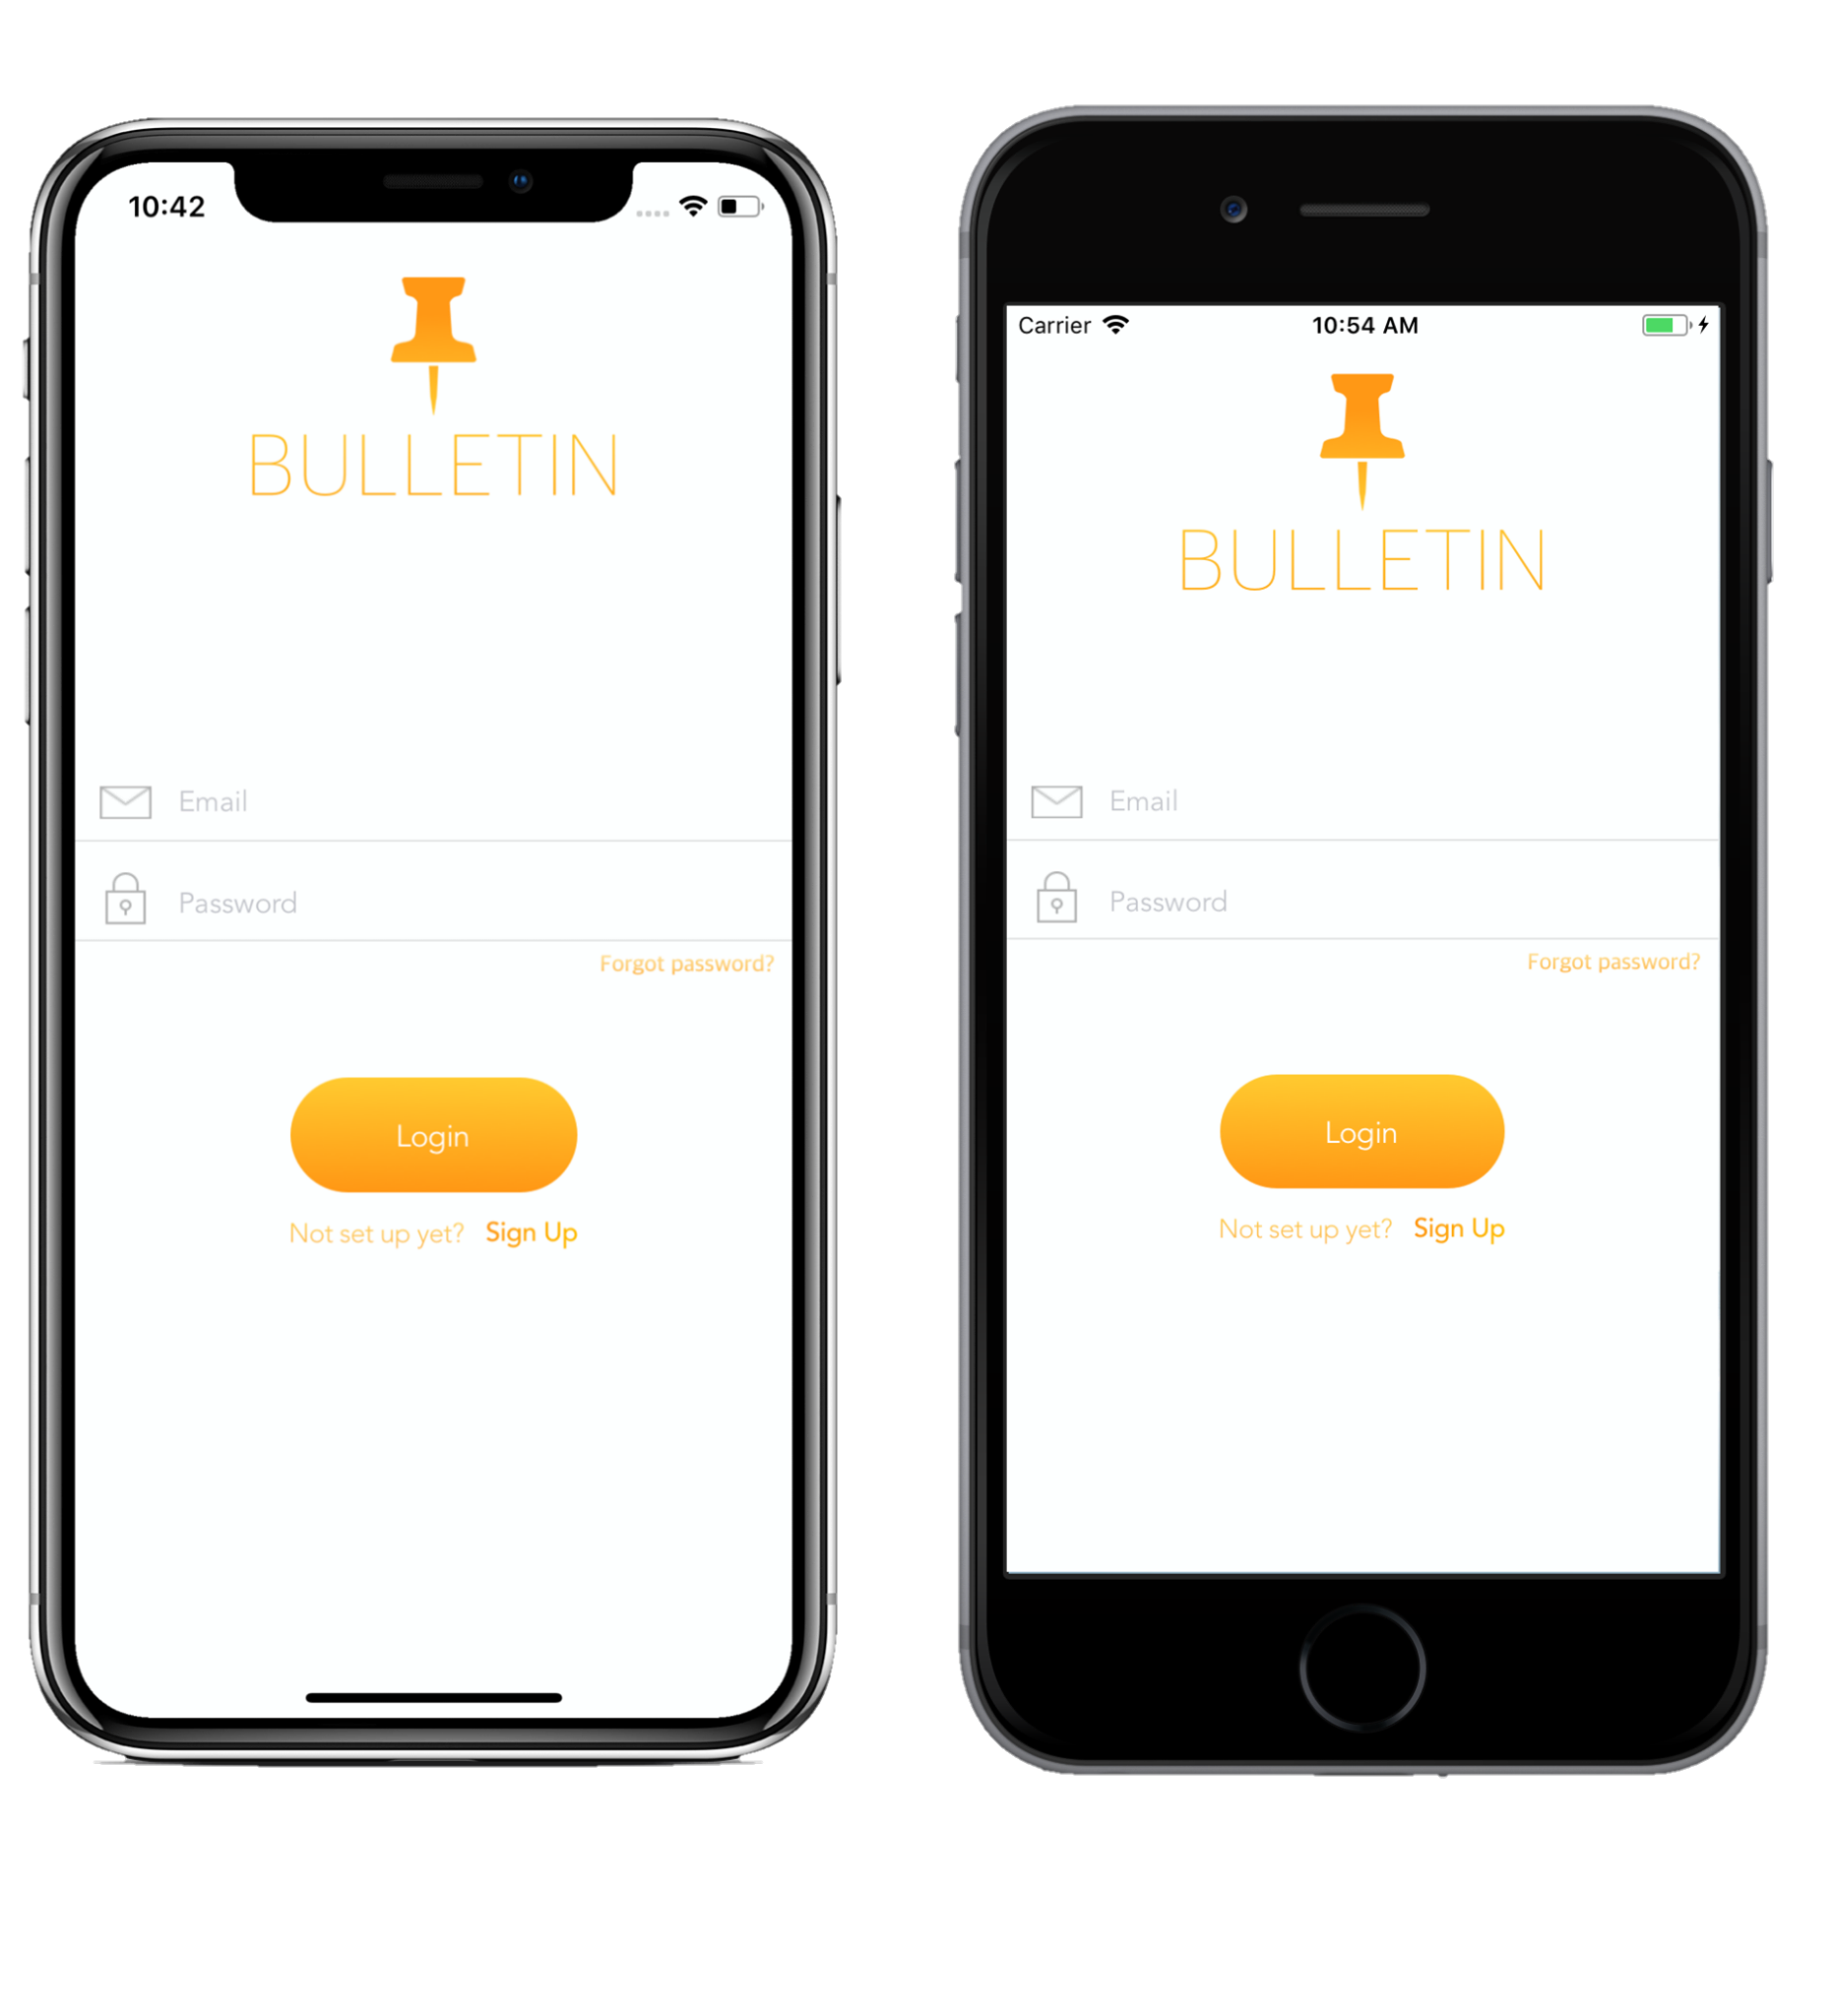 10:42
BULLETIN
Email
Password
Forgot password?
Login
Not set up yet? Sign Up
Carrier 10:54 AM
BULLETIN
Email
Password
Forgot password?
Login
Not set up yet? Sign Up